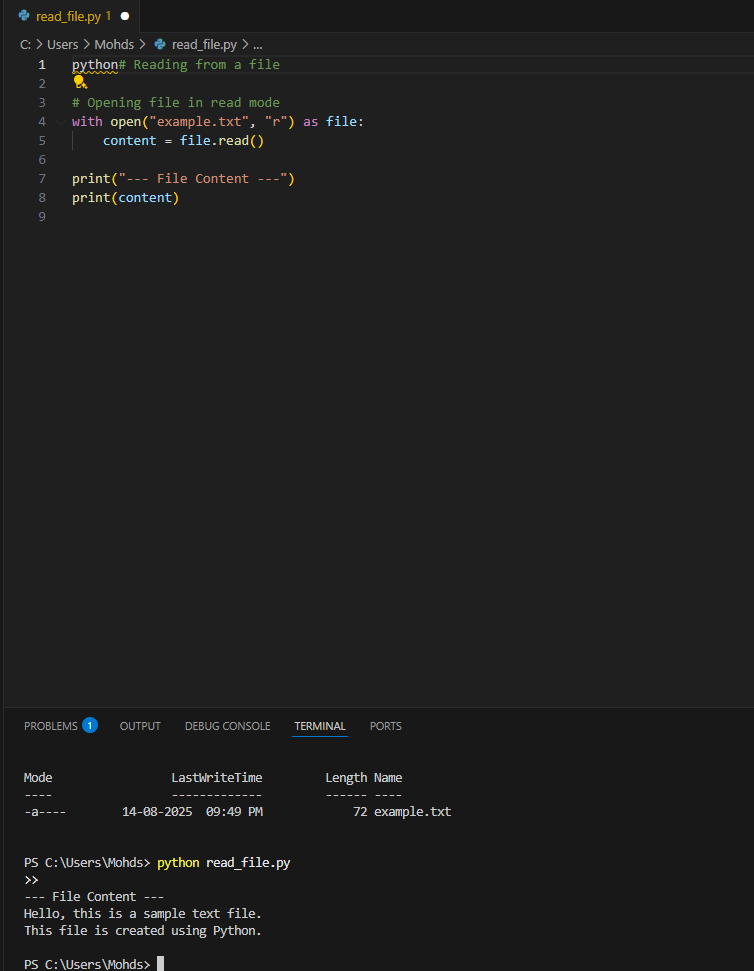 read_file.py 1
C: > Users > Mohds > read_file.py > ...
1 python# Reading from a file
2
3 # Opening file in read mode
4 with open("example.txt", "r") as file:
5     content = file.read()
6
7 print("--- File Content ---")
8 print(content)
9
PROBLEMS 1 OUTPUT DEBUG CONSOLE TERMINAL PORTS
Mode                LastWriteTime         Length Name
----                -------------         ------ ----
-a----       14-08-2025  09:49 PM             72 example.txt
PS C:\Users\Mohds> python read_file.py
>>
--- File Content ---
Hello, this is a sample text file.
This file is created using Python.
PS C:\Users\Mohds>